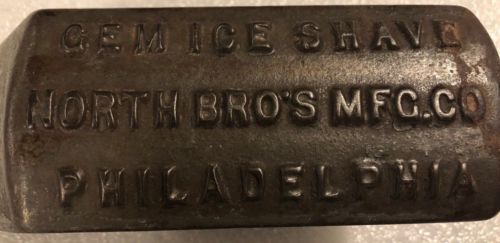 GEM ICE SHAVE
NORTH BRO'S MFG.CO
PHILADELPHIA